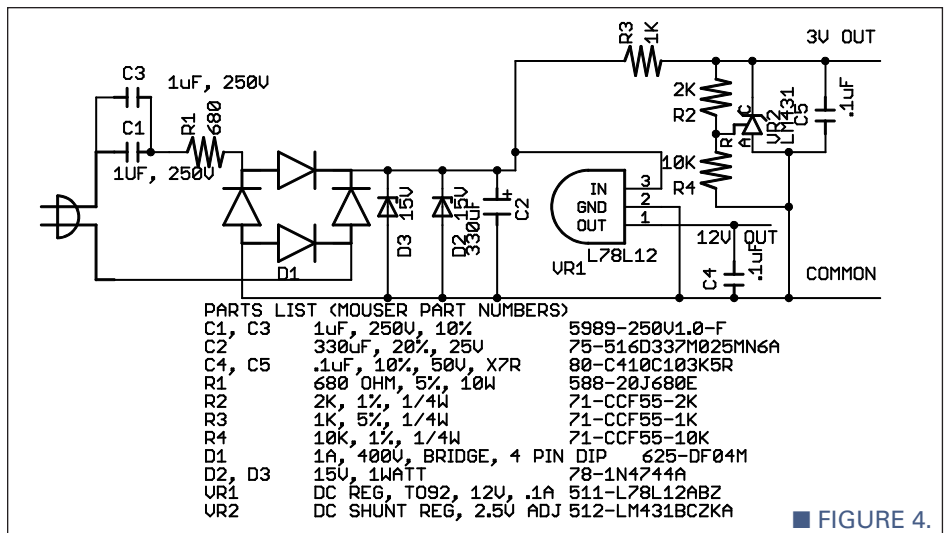 C3
1uF, 250V
C1
1UF, 250V
R1
680
D1
D3
15V
D2
15V
330uF
C2
+
R3
1K
3V OUT
2K
R2
10K
R4
R
A
C
VR2
LM431
C5
.1uF
IN
GND
OUT
3
2
1
L78L12
VR1
12V OUT
C4
.1uF
COMMON
PARTS LIST (MOUSER PART NUMBERS)
C1, C3 1uF, 250V, 10% 5989-250V1.0-F
C2 330uF, 20%, 25V 75-516D337M025MN6A
C4, C5 .1uF, 10%, 50V, X7R 80-C410C103K5R
R1 680 OHM, 5%, 10W 588-20J680E
R2 2K, 1%, 1/4W 71-CCF55-2K
R3 1K, 5%, 1/4W 71-CCF55-1K
R4 10K, 1%, 1/4W 71-CCF55-10K
D1 1A, 400V, BRIDGE, 4 PIN DIP 625-DF04M
D2, D3 15V, 1WATT 78-1N4744A
VR1 DC REG, TO92, 12V, .1A 511-L78L12ABZ
VR2 DC SHUNT REG, 2.5V ADJ 512-LM431BCZKA
■ FIGURE 4.